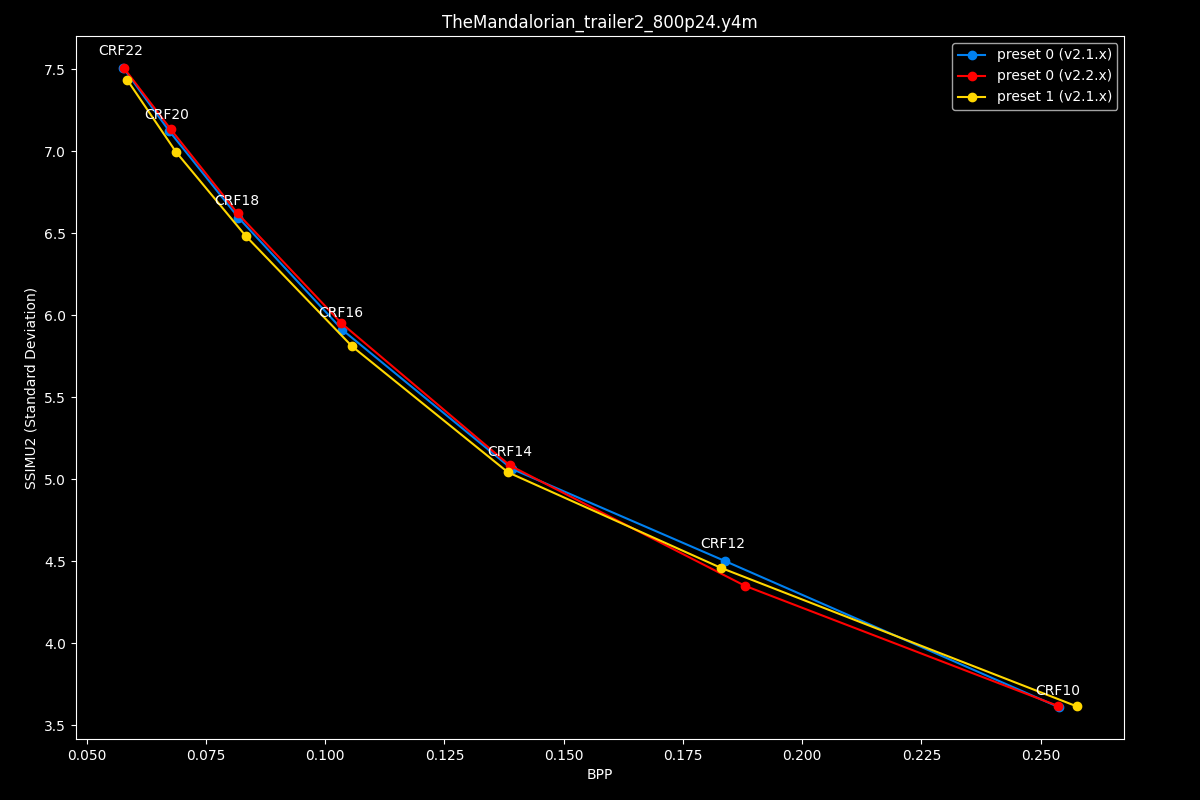 TheMandalorian_trailer2_800p24.y4m
preset 0 (v2.1.x)
preset 0 (v2.2.x)
preset 1 (v2.1.x)
CRF22
CRF20
CRF18
CRF16
CRF14
CRF12
CRF10
SSIMU2 (Standard Deviation)
7.5
7.0
6.5
6.0
5.5
5.0
4.5
4.0
3.5
0.050
0.075
0.100
0.125
0.150
0.175
0.200
0.225
0.250
BPP